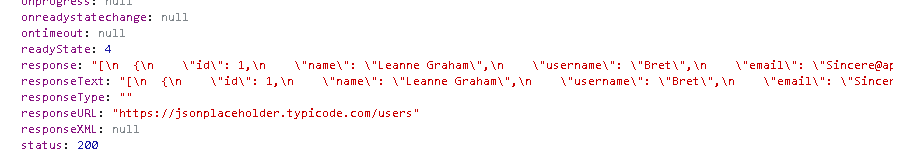 onprogress: null
onreadystatechange: null
ontimeout: null
readyState: 4
response: "[\n  {\n    \"id\": 1,\n    \"name\": \"Leanne Graham\",\n    \"username\": \"Bret\",\n    \"email\": \"Sincere@ap
responseText: "[\n  {\n    \"id\": 1,\n    \"name\": \"Leanne Graham\",\n    \"username\": \"Bret\",\n    \"email\": \"Sincer
responseType: ""
responseURL: "https://jsonplaceholder.typicode.com/users"
responseXML: null
status: 200